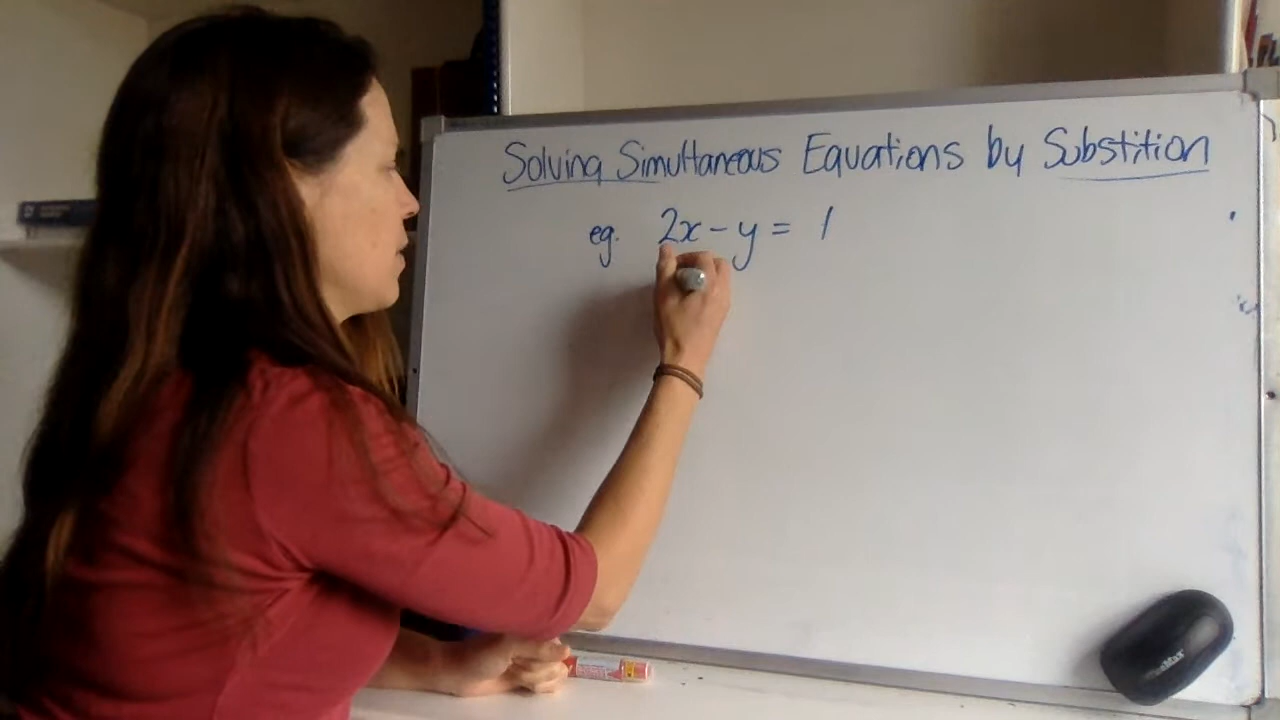 Solving Simultaneous Equations by Substition
eg. 2x - y = 1